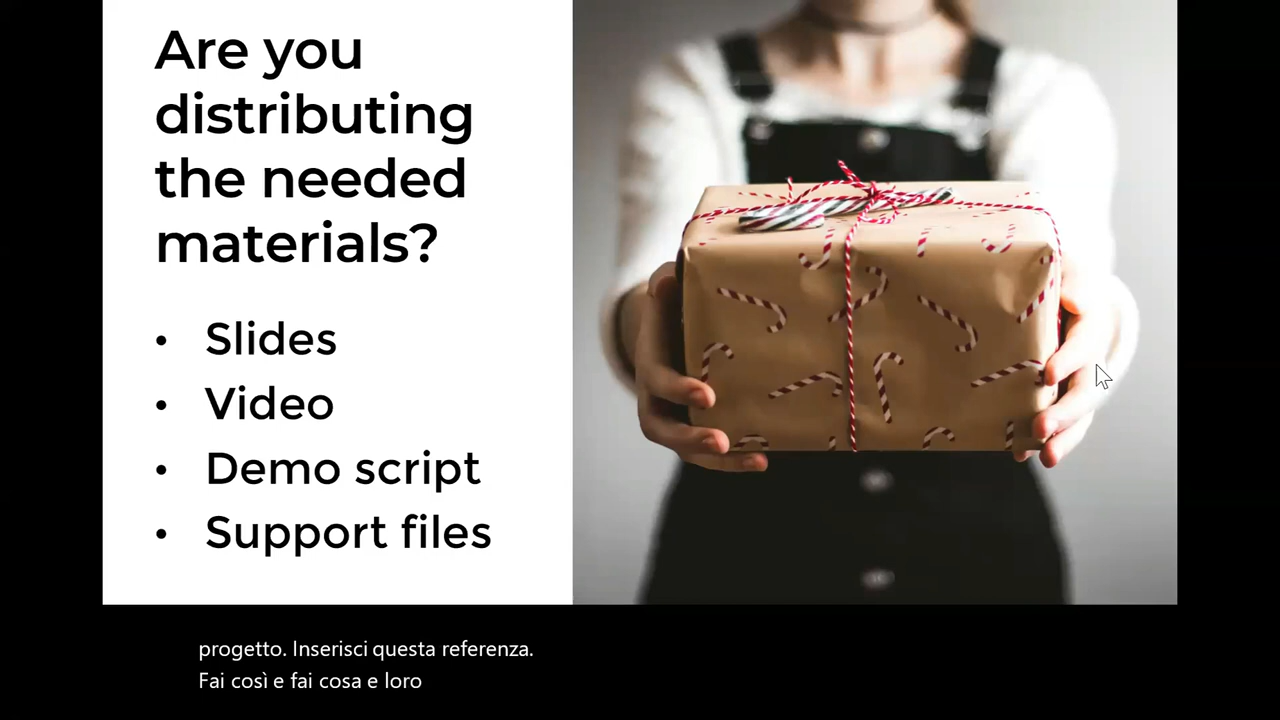 Are you
distributing
the needed
materials?
• Slides
• Video
• Demo script
• Support files
progetto. Inserisci questa referenza.
Fai così e fai cosa e loro